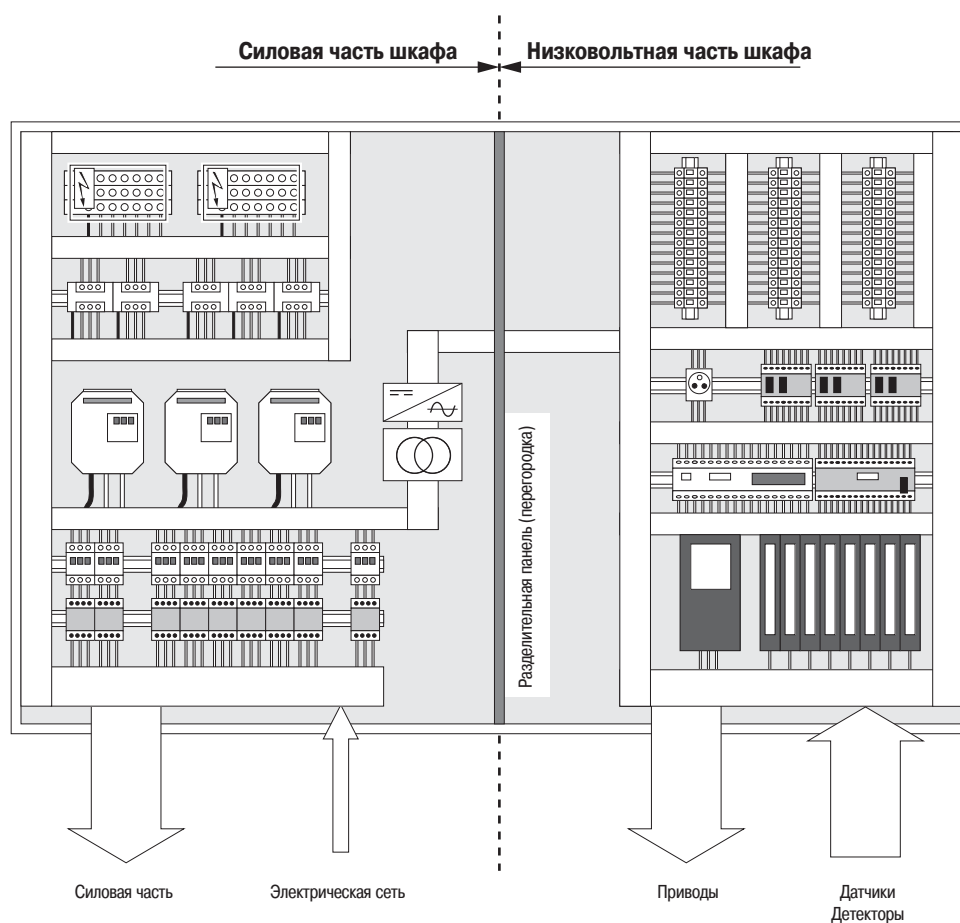 Силовая часть шкафа
Низковольтная часть шкафа
Разделительная панель (перегородка)
Силовая часть
Электрическая сеть
Приводы
Датчики
Детекторы